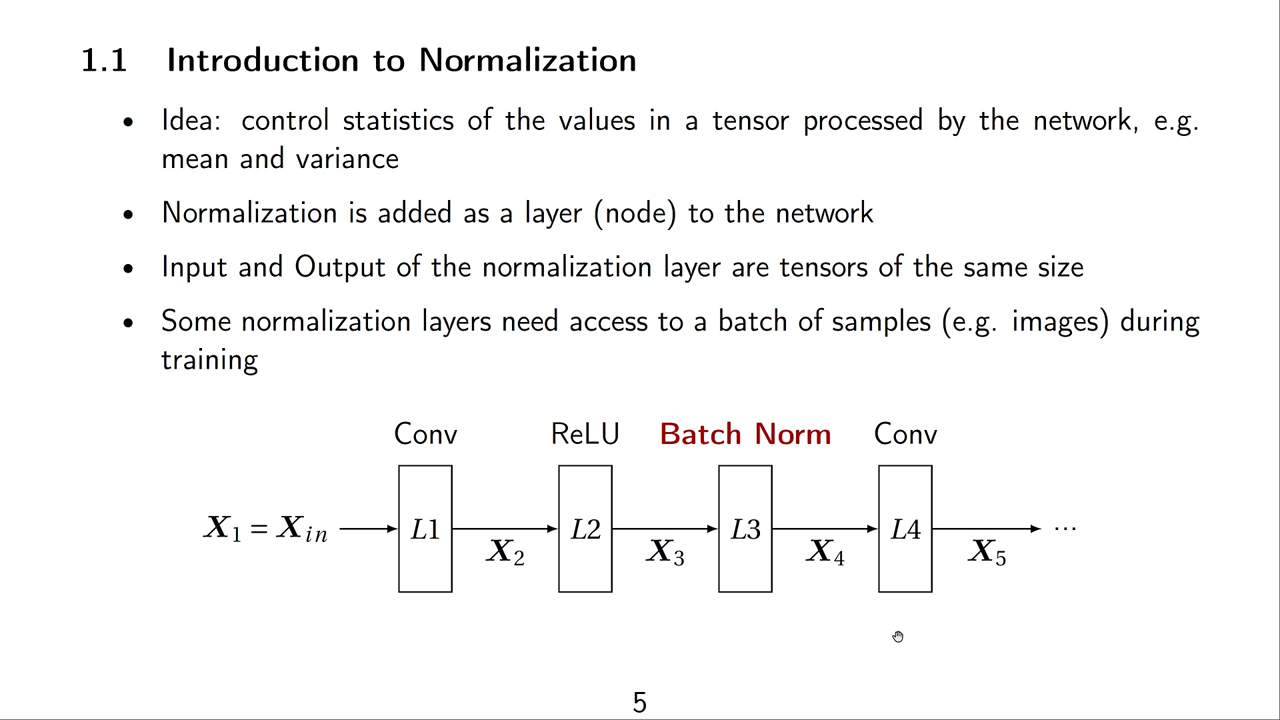 1.1 Introduction to Normalization
• Idea: control statistics of the values in a tensor processed by the network, e.g.
mean and variance
• Normalization is added as a layer (node) to the network
• Input and Output of the normalization layer are tensors of the same size
• Some normalization layers need access to a batch of samples (e.g. images) during
training
Conv ReLU Batch Norm Conv
X₁ = Xᵢₙ L1 X₂ L2 X₃ L3 X₄ L4 X₅ ···
5